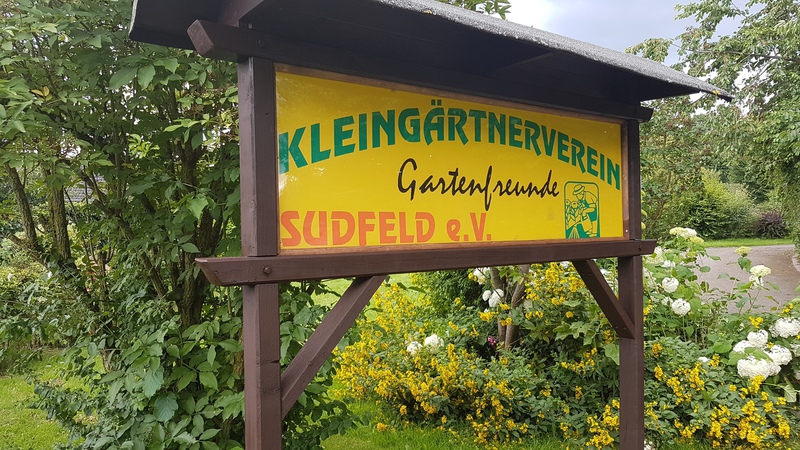 KLEINGÄRTNERVEREIN
Gartenfreunde
SUDFELD e.V.